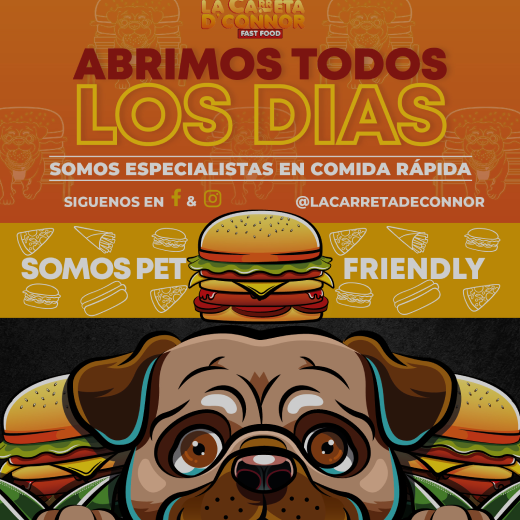 LA CARRETA
D'CONNOR
FAST FOOD
ABRIMOS TODOS
LOS DIAS
SOMOS ESPECIALISTAS EN COMIDA RÁPIDA
SIGUENOS EN f & @LACARRETADECONNOR
SOMOS PET FRIENDLY